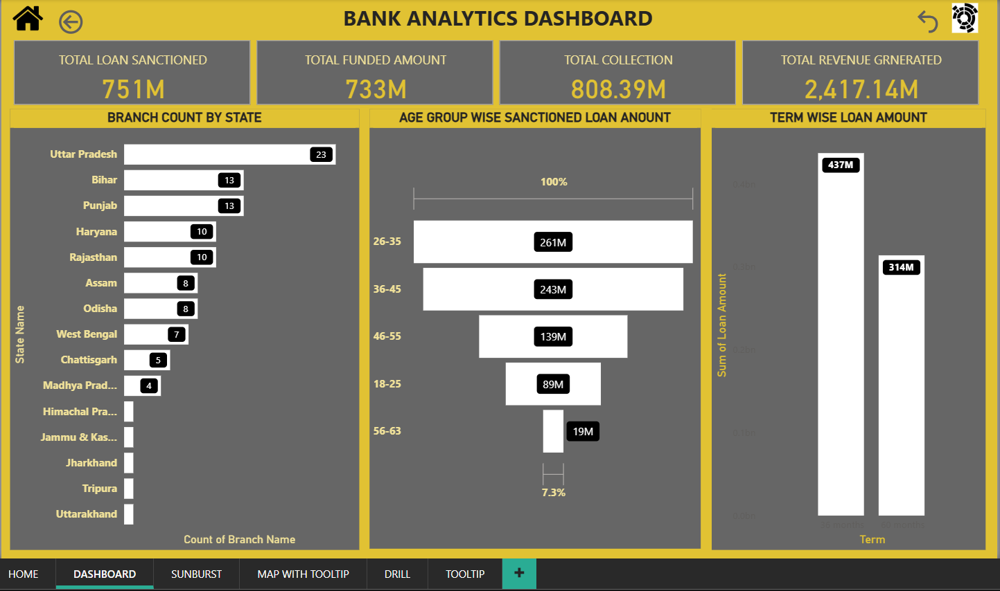 BANK ANALYTICS DASHBOARD
TOTAL LOAN SANCTIONED
751M
TOTAL FUNDED AMOUNT
733M
TOTAL COLLECTION
808.39M
TOTAL REVENUE GRNERATED
2,417.14M
BRANCH COUNT BY STATE
State Name
Uttar Pradesh 23
Bihar 13
Punjab 13
Haryana 10
Rajasthan 10
Assam 8
Odisha 8
West Bengal 7
Chattisgarh 5
Madhya Prad... 4
Himachal Pra...
Jammu & Kas...
Jharkhand
Tripura
Uttarakhand
Count of Branch Name
AGE GROUP WISE SANCTIONED LOAN ANOUNT
100%
26-35 261M
36-45 243M
46-55 139M
18-25 89M
56-63 19M
7.3%
TERM WISE LOAN AMOUNT
Sum of Loan Amount
0.4bn
0.3bn
0.2bn
0.1bn
0.0bn
437M
314M
36 months 60 months
Term
HOME DASHBOARD SUNBURST MAP WITH TOOLTIP DRILL TOOLTIP +